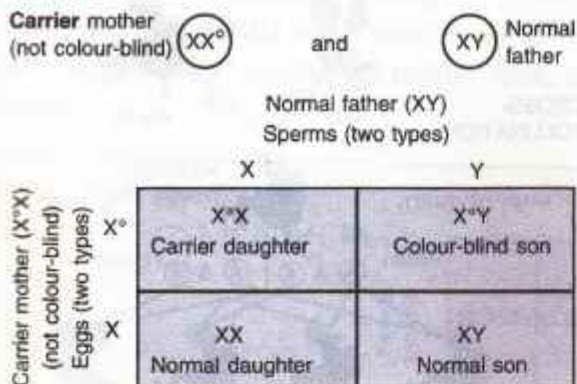 Carrier mother
(not colour-blind)
XX°
and
XY
Normal
father
Normal father (XY)
Sperms (two types)
X
Y
Carrier mother (X°X)
(not colour-blind)
Eggs (two types)
X°
X°X
Carrier daughter
X°Y
Colour-blind son
X
XX
Normal daughter
XY
Normal son